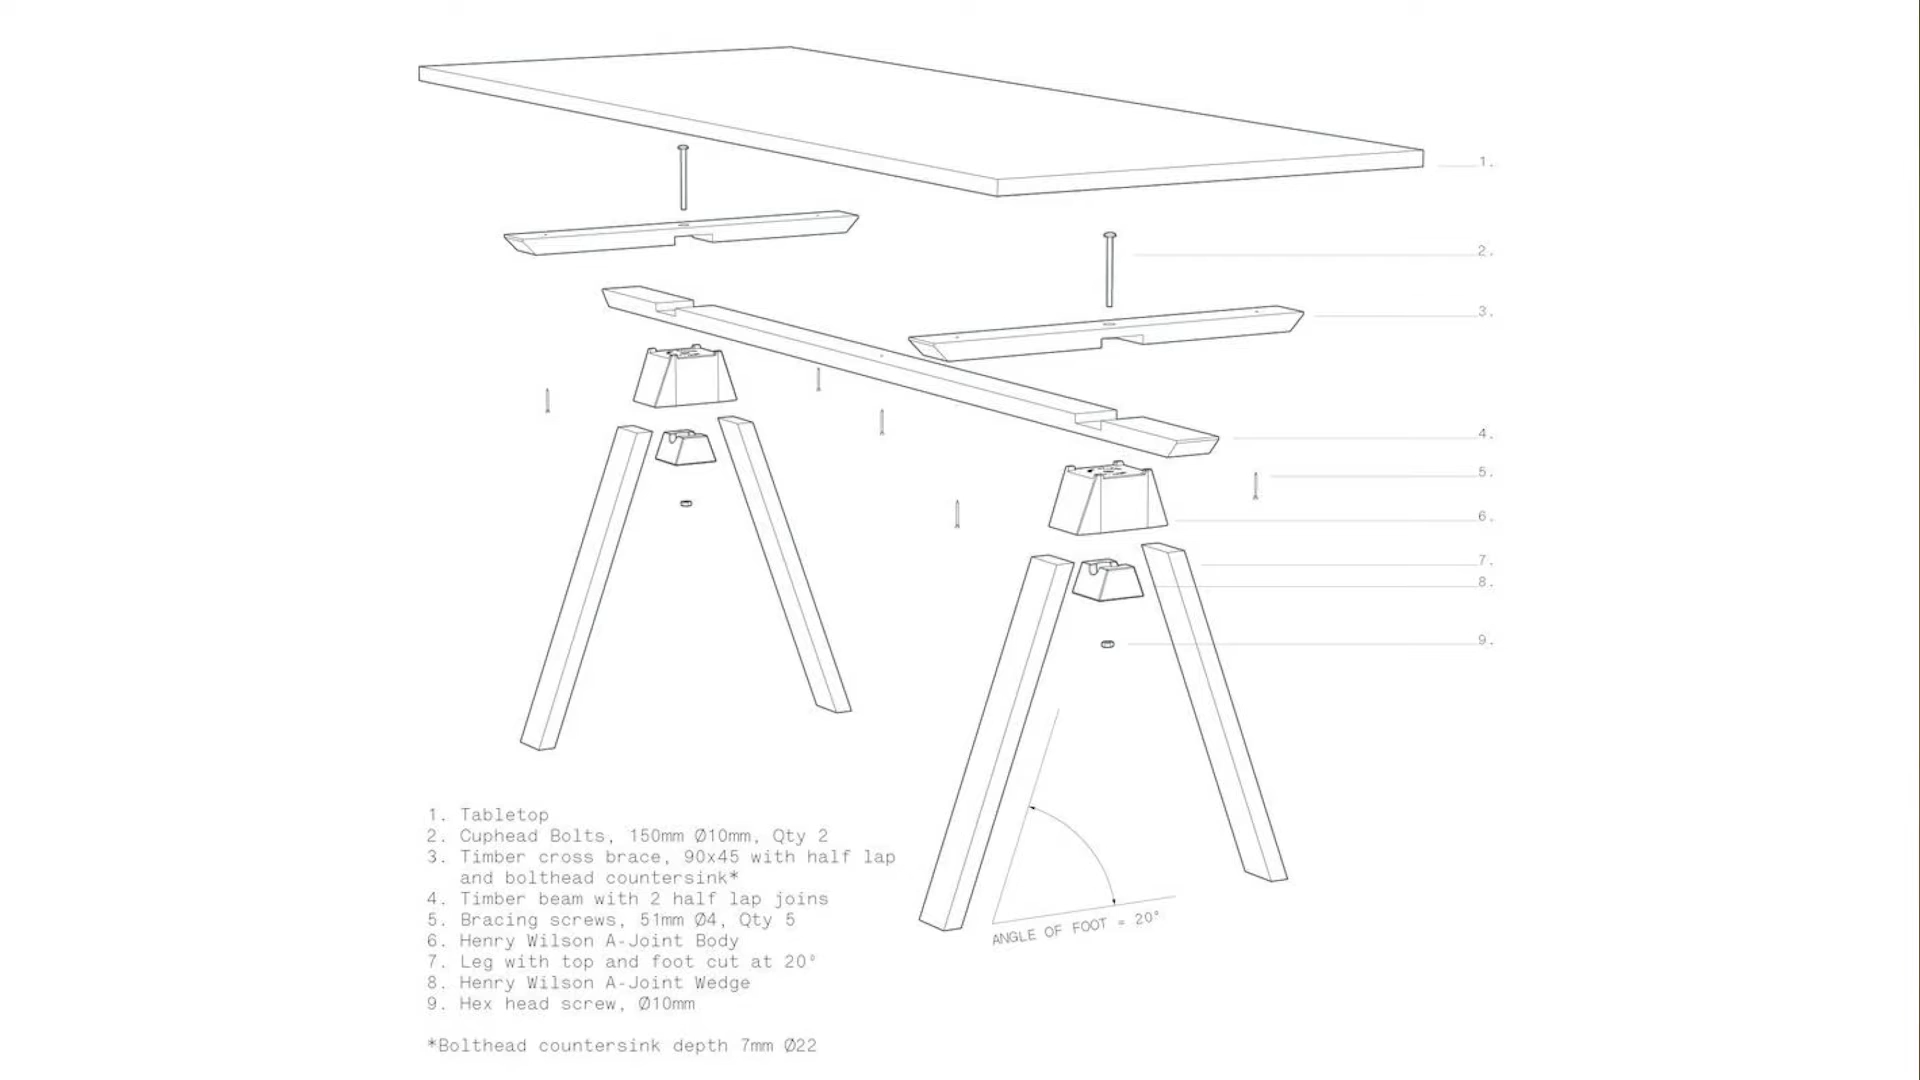 1.
2.
3.
4.
5.
6.
7.
8.
9.
ANGLE OF FOOT = 20°
1. Tabletop
2. Cuphead Bolts, 150mm Ø10mm, Qty 2
3. Timber cross brace, 90x45 with half lap
and bolthead countersink*
4. Timber beam with 2 half lap joins
5. Bracing screws, 51mm Ø4, Qty 5
6. Henry Wilson A-Joint Body
7. Leg with top and foot cut at 20°
8. Henry Wilson A-Joint Wedge
9. Hex head screw, Ø10mm
*Bolthead countersink depth 7mm Ø22